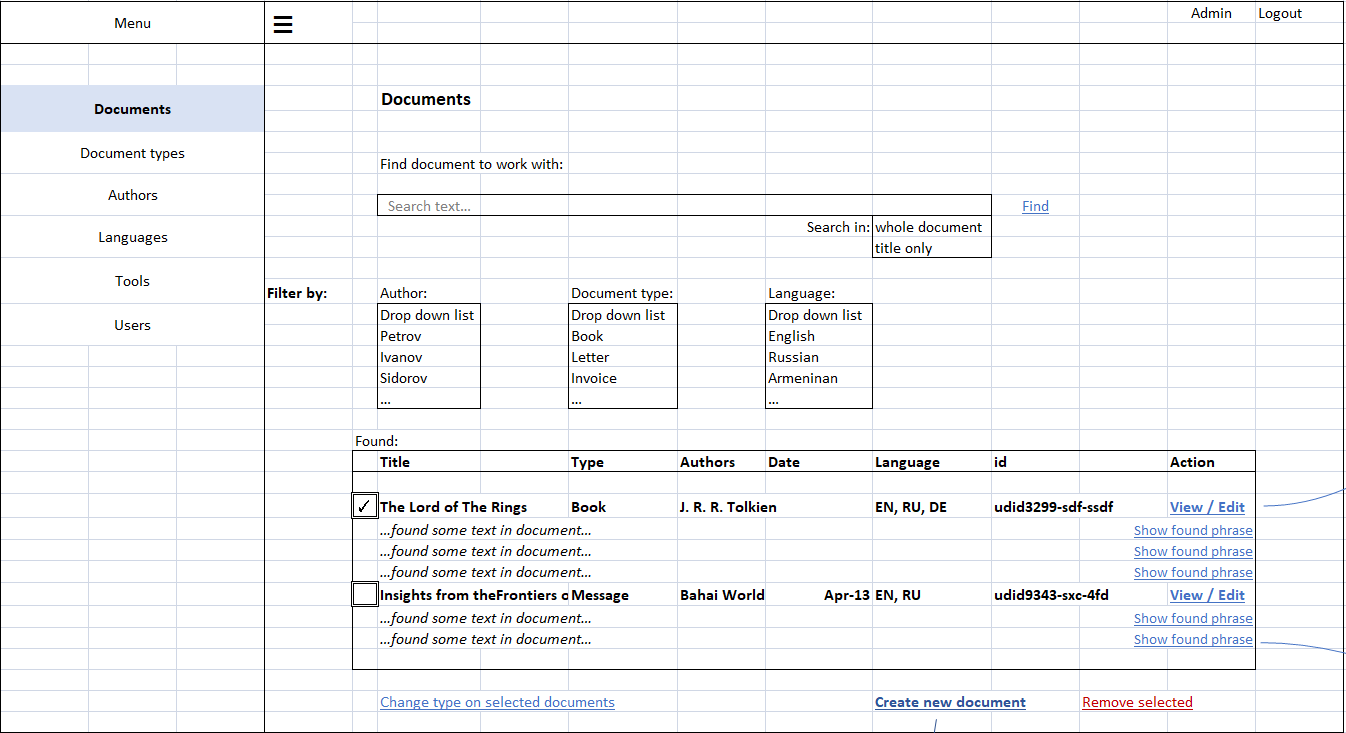 Menu ☰ Admin Logout
Documents
Document types
Authors
Languages
Tools
Users
Documents
Find document to work with:
Search text... Find
Search in: whole document
title only
Filter by: Author: Document type: Language:
Drop down list Drop down list Drop down list
Petrov Book English
Ivanov Letter Russian
Sidorov Invoice Armeninan
... ... ...
Found:
Title Type Authors Date Language id Action
✓ The Lord of The Rings Book J. R. R. Tolkien EN, RU, DE udid3299-sdf-ssdf View / Edit
...found some text in document... Show found phrase
...found some text in document... Show found phrase
...found some text in document... Show found phrase
Insights from theFrontiers o Message Bahai World Apr-13 EN, RU udid9343-sxc-4fd View / Edit
...found some text in document... Show found phrase
...found some text in document... Show found phrase
Change type on selected documents Create new document Remove selected